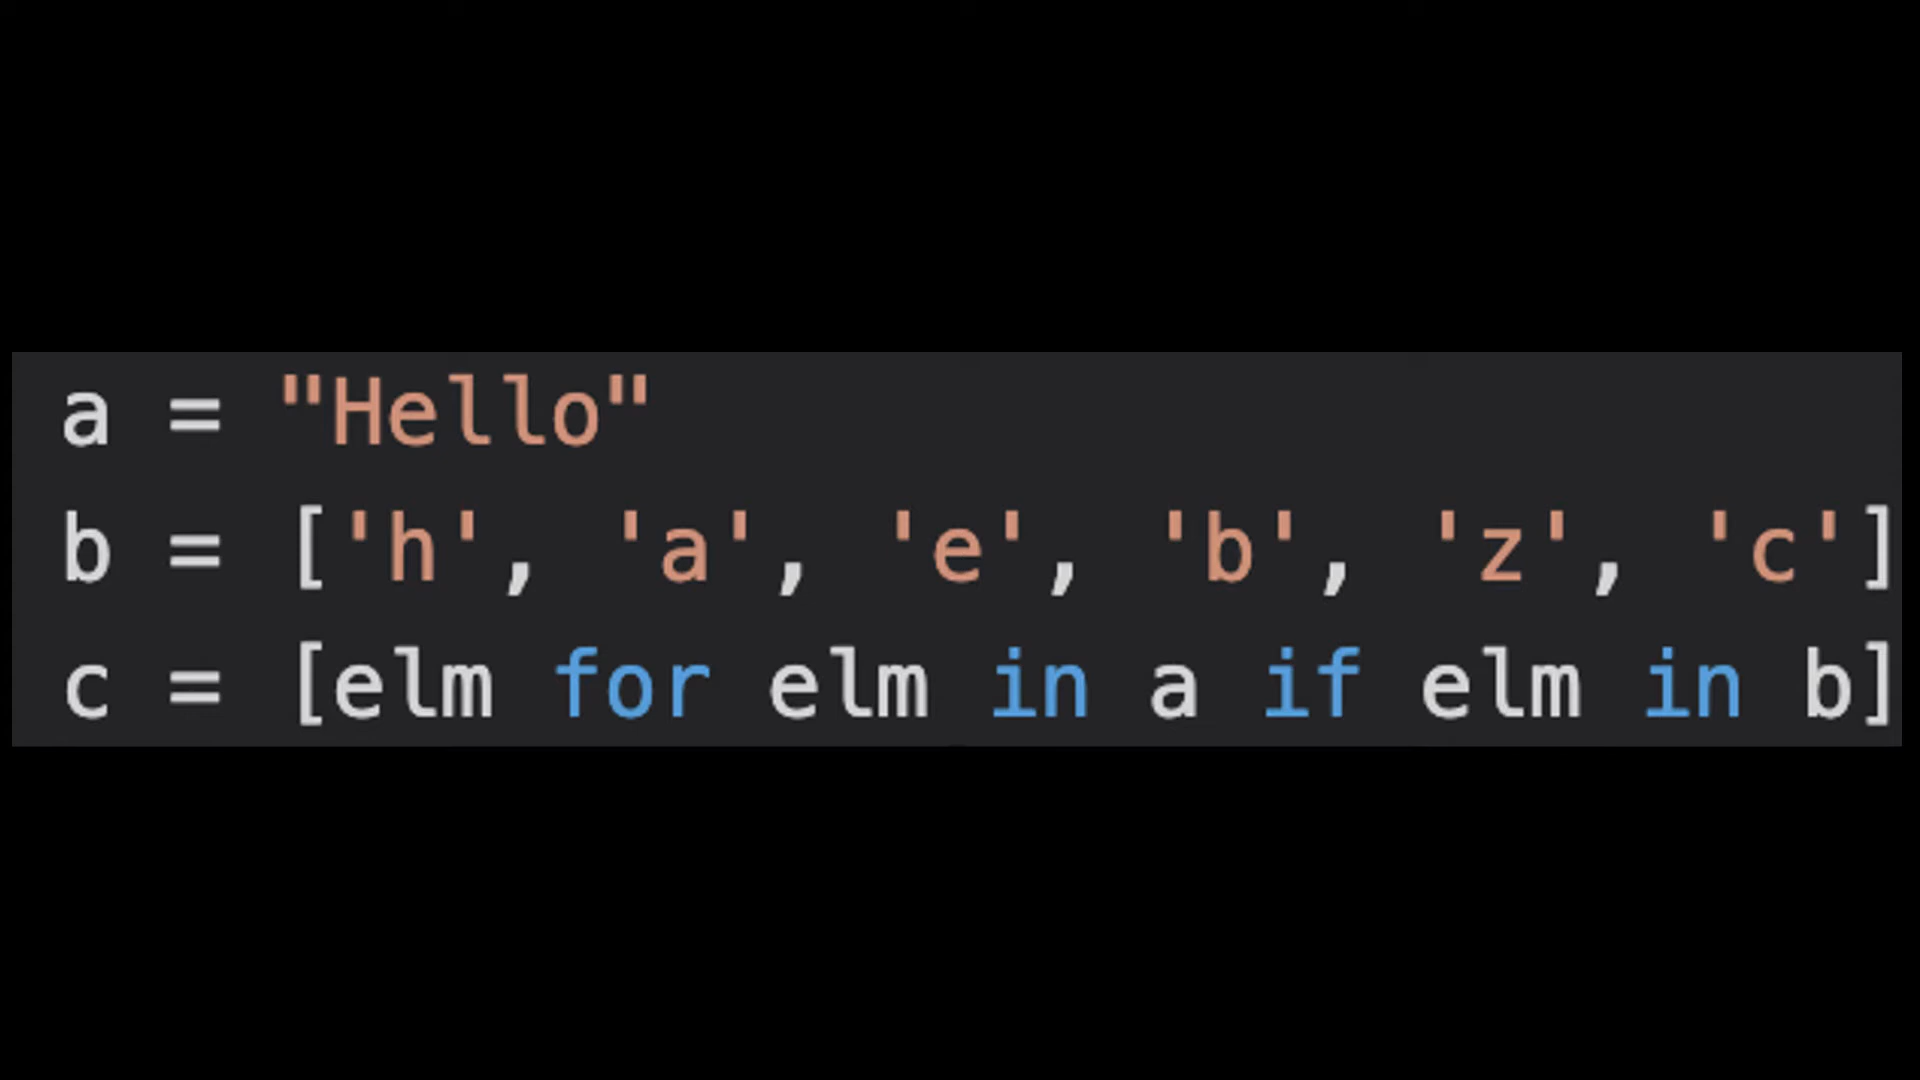 a = "Hello"
b = ['h', 'a', 'e', 'b', 'z', 'c']
c = [elm for elm in a if elm in b]